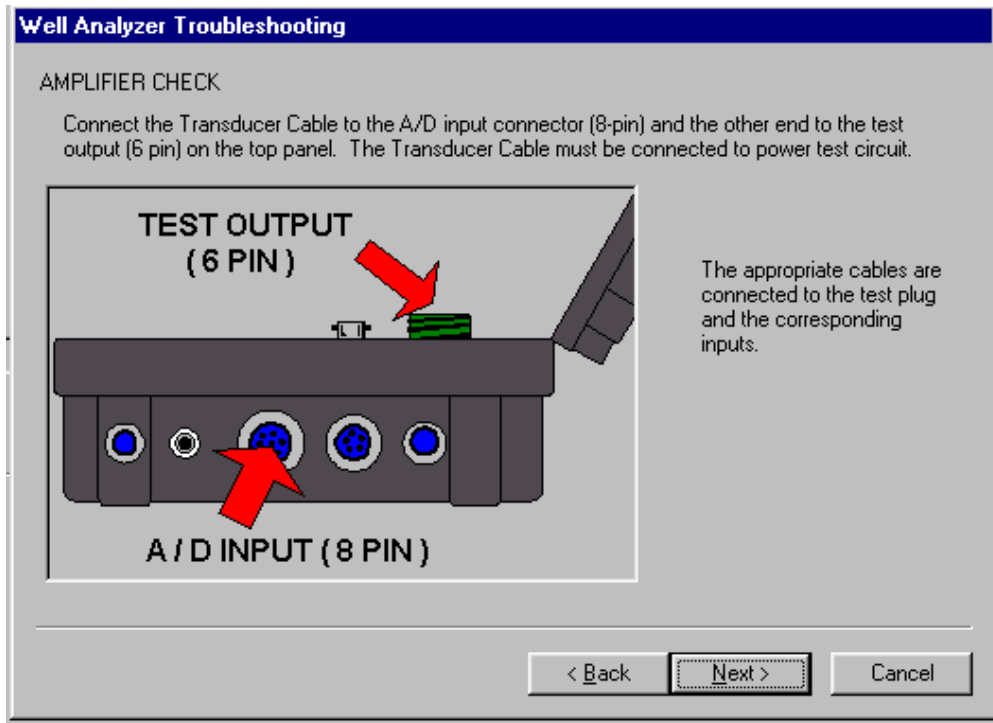 Well Analyzer Troubleshooting
AMPLIFIER CHECK
Connect the Transducer Cable to the A/D input connector (8-pin) and the other end to the test
output (6 pin) on the top panel.  The Transducer Cable must be connected to power test circuit.
TEST OUTPUT
( 6 PIN )
The appropriate cables are
connected to the test plug
and the corresponding
inputs.
A / D INPUT ( 8 PIN )
< Back
Next >
Cancel